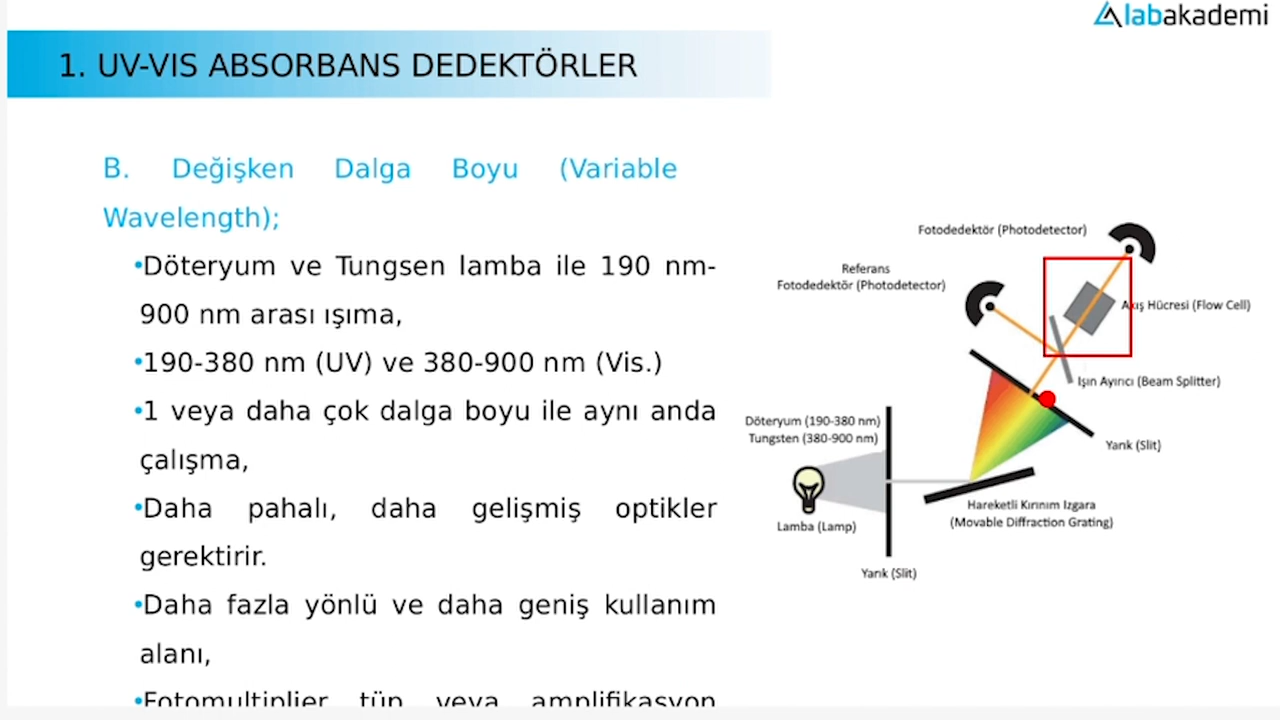 labakademi
1. UV-VIS ABSORBANS DEDEKTÖRLER
B. Değişken Dalga Boyu (Variable
Wavelength);
•Döteryum ve Tungsen lamba ile 190 nm-
900 nm arası ışıma,
•190-380 nm (UV) ve 380-900 nm (Vis.)
•1 veya daha çok dalga boyu ile aynı anda
çalışma,
•Daha pahalı, daha gelişmiş optikler
gerektirir.
•Daha fazla yönlü ve daha geniş kullanım
alanı,
•Fotomultiplier tüp veya amplifikasyon
Fotodedektör (Photodetector)
Referans
Fotodedektör (Photodetector)
Akış Hücresi (Flow Cell)
Işın Ayırıcı (Beam Splitter)
Döteryum (190-380 nm)
Tungsten (380-900 nm)
Yarık (Slit)
Hareketli Kırınım Izgara
(Movable Diffraction Grating)
Lamba (Lamp)
Yarık (Slit)